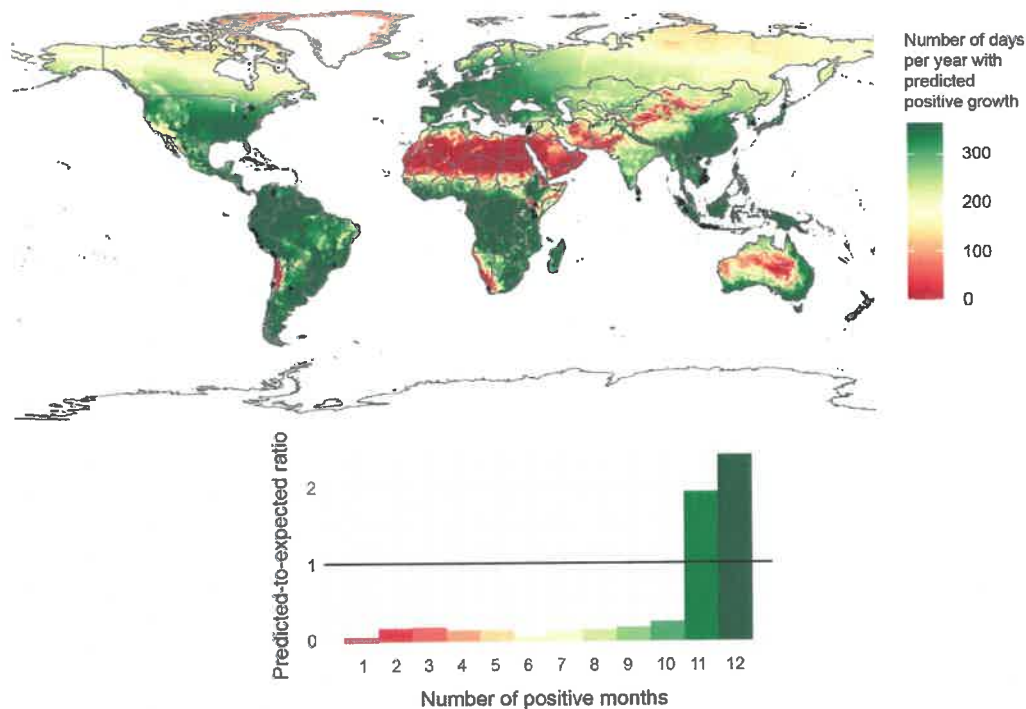 Number of days
per year with
predicted
positive growth
300
200
100
0
Predicted-to-expected ratio
2
1
0
1 2 3 4 5 6 7 8 9 10 11 12
Number of positive months